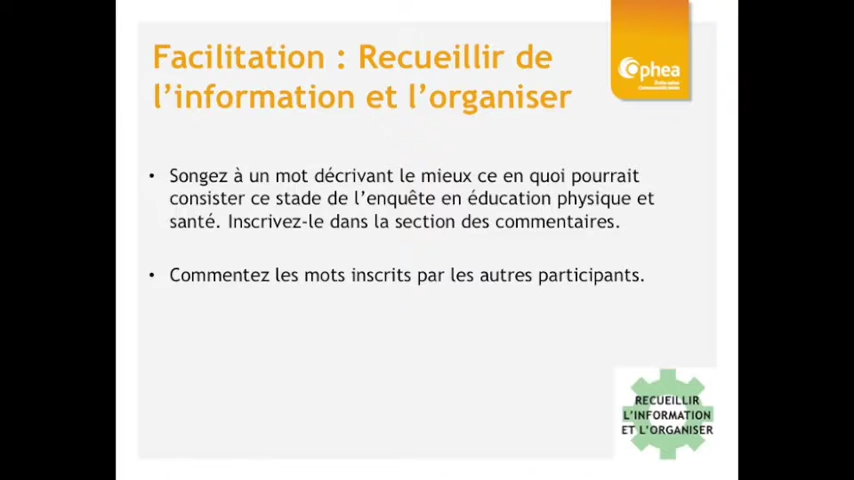 Facilitation : Recueillir de
l’information et l’organiser
Ophea
• Songez à un mot décrivant le mieux ce en quoi pourrait
consister ce stade de l’enquête en éducation physique et
santé. Inscrivez-le dans la section des commentaires.
• Commentez les mots inscrits par les autres participants.
RECUEILLIR
L’INFORMATION
ET L’ORGANISER